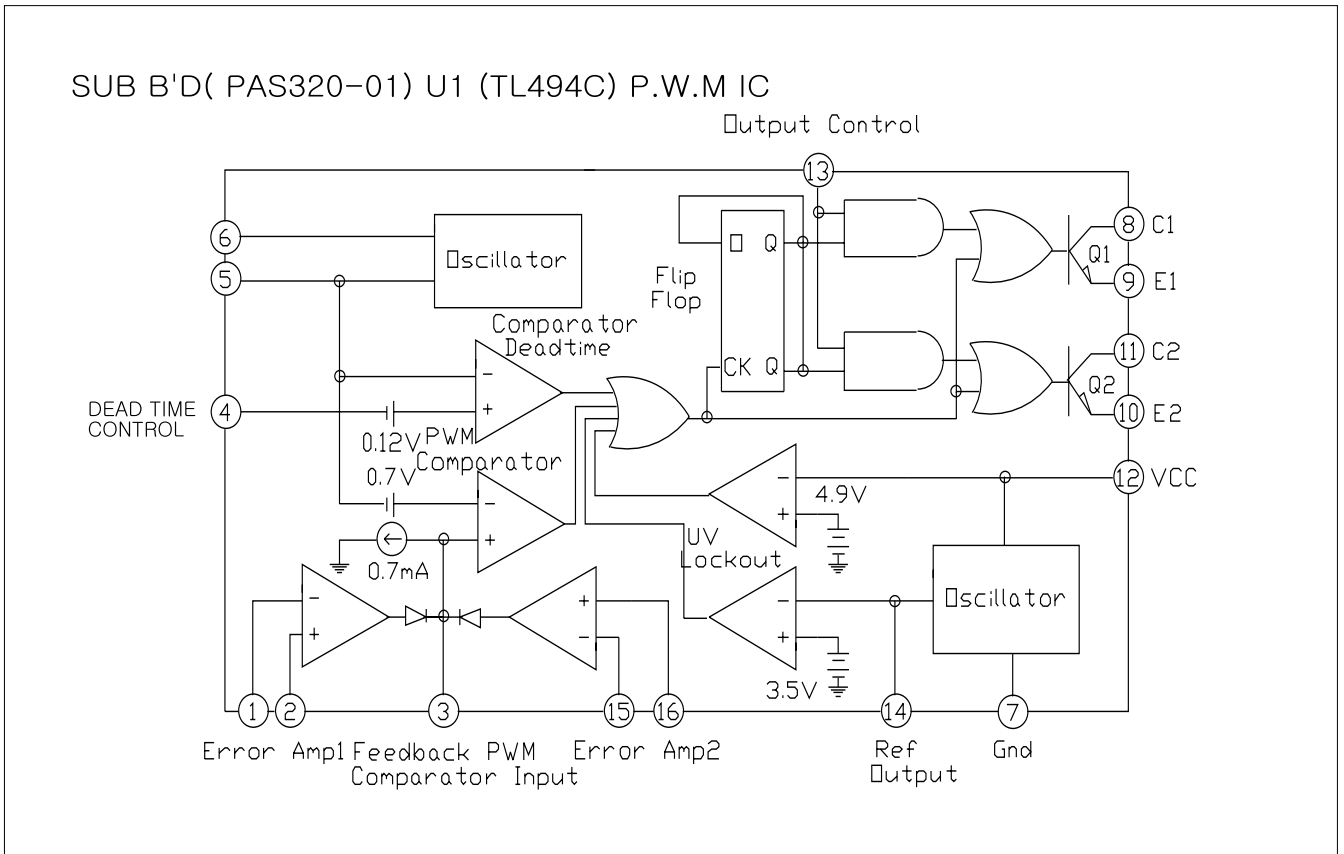 SUB B'D( PAS320-01) U1 (TL494C) P.W.M IC
Output Control
13
6
5
Oscillator
Flip
Flop
D Q
CK Q
8 C1
Q1
9 E1
Comparator
Deadtime
-
+
11 C2
Q2
10 E2
DEAD TIME
CONTROL
4
0.12V
PWM
Comparator
0.7V
-
+
0.7mA
-
+
4.9V
12 VCC
UV
Lockout
-
+
3.5V
Oscillator
-
+
+
-
1 2 3 15 16 14 7
Error Amp1 Feedback PWM Error Amp2 Ref Gnd
Comparator Input Output